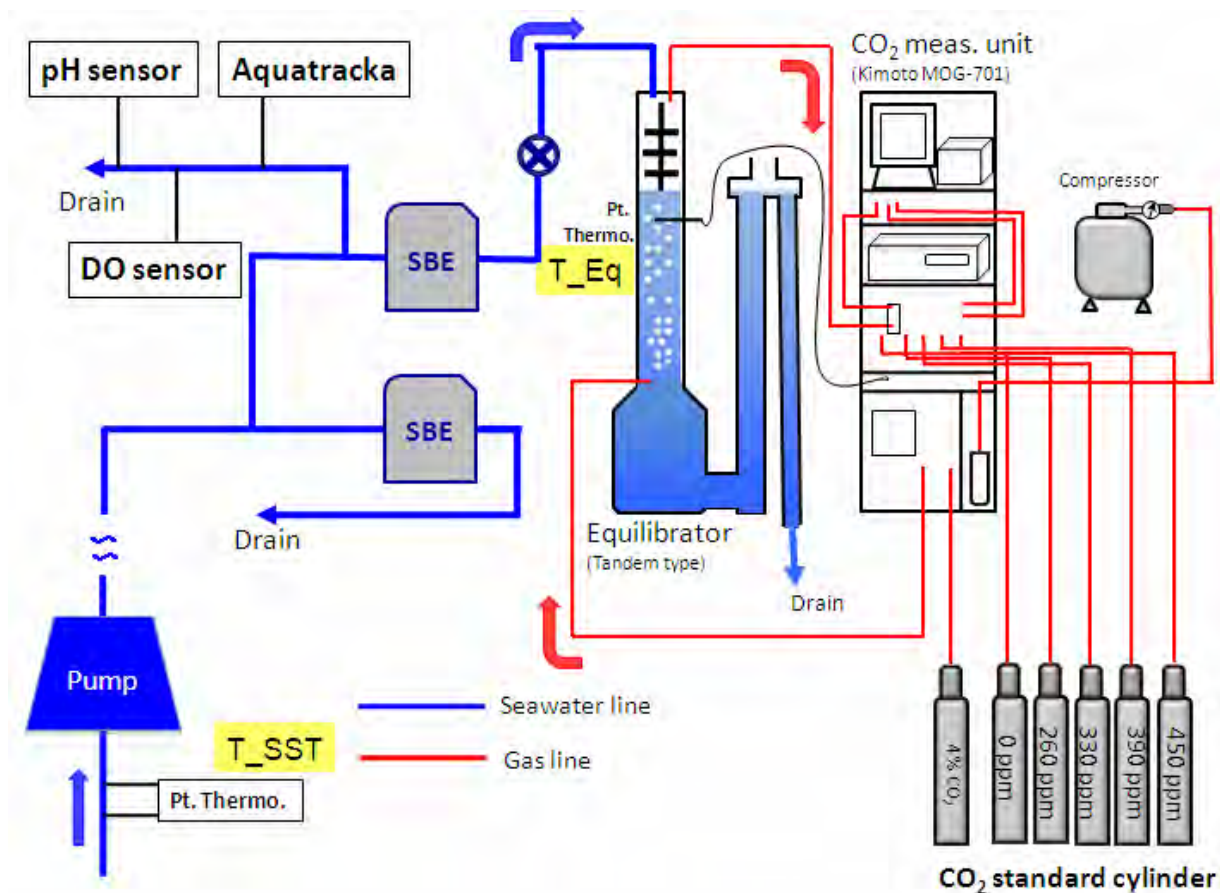 pH sensor
Aquatracka
CO₂ meas. unit
(Kimoto MOG-701)
Compressor
Drain
DO sensor
SBE
Pt.
Thermo.
T_Eq
SBE
Drain
Equilibrator
(Tandem type)
Drain
Pump
Seawater line
T_SST
Gas line
Pt. Thermo.
4% co₂
0 ppm
260 ppm
330 ppm
390 ppm
450 ppm
CO₂ standard cylinder